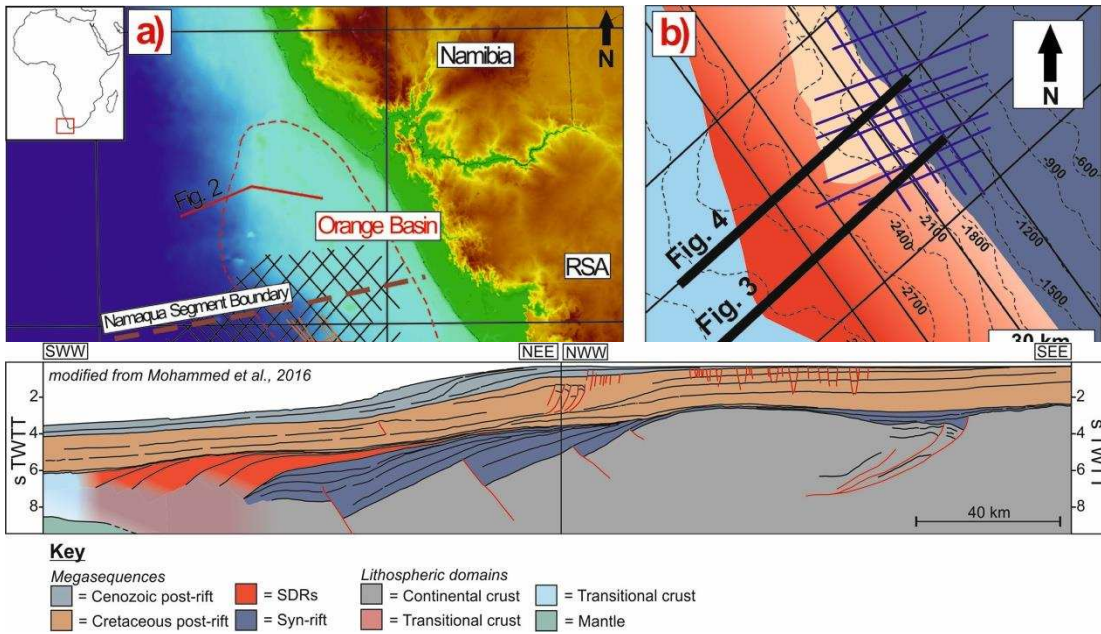 a)
N
Namibia
Fig. 2
Orange Basin
RSA
Namaqua Segment Boundary
b)
N
-900
-600
Fig. 4
Fig. 3
-2400
-2100
-1800
-1200
-2700
-1500
30 km
SWW
NEE
NWW
SEE
modified from Mohammed et al., 2016
2
4
6
8
s TWTT
2
4
6
8
s TWTT
40 km
Key
Megasequences
Lithospheric domains
= Cenozoic post-rift
= SDRs
= Continental crust
= Transitional crust
= Cretaceous post-rift
= Syn-rift
= Transitional crust
= Mantle